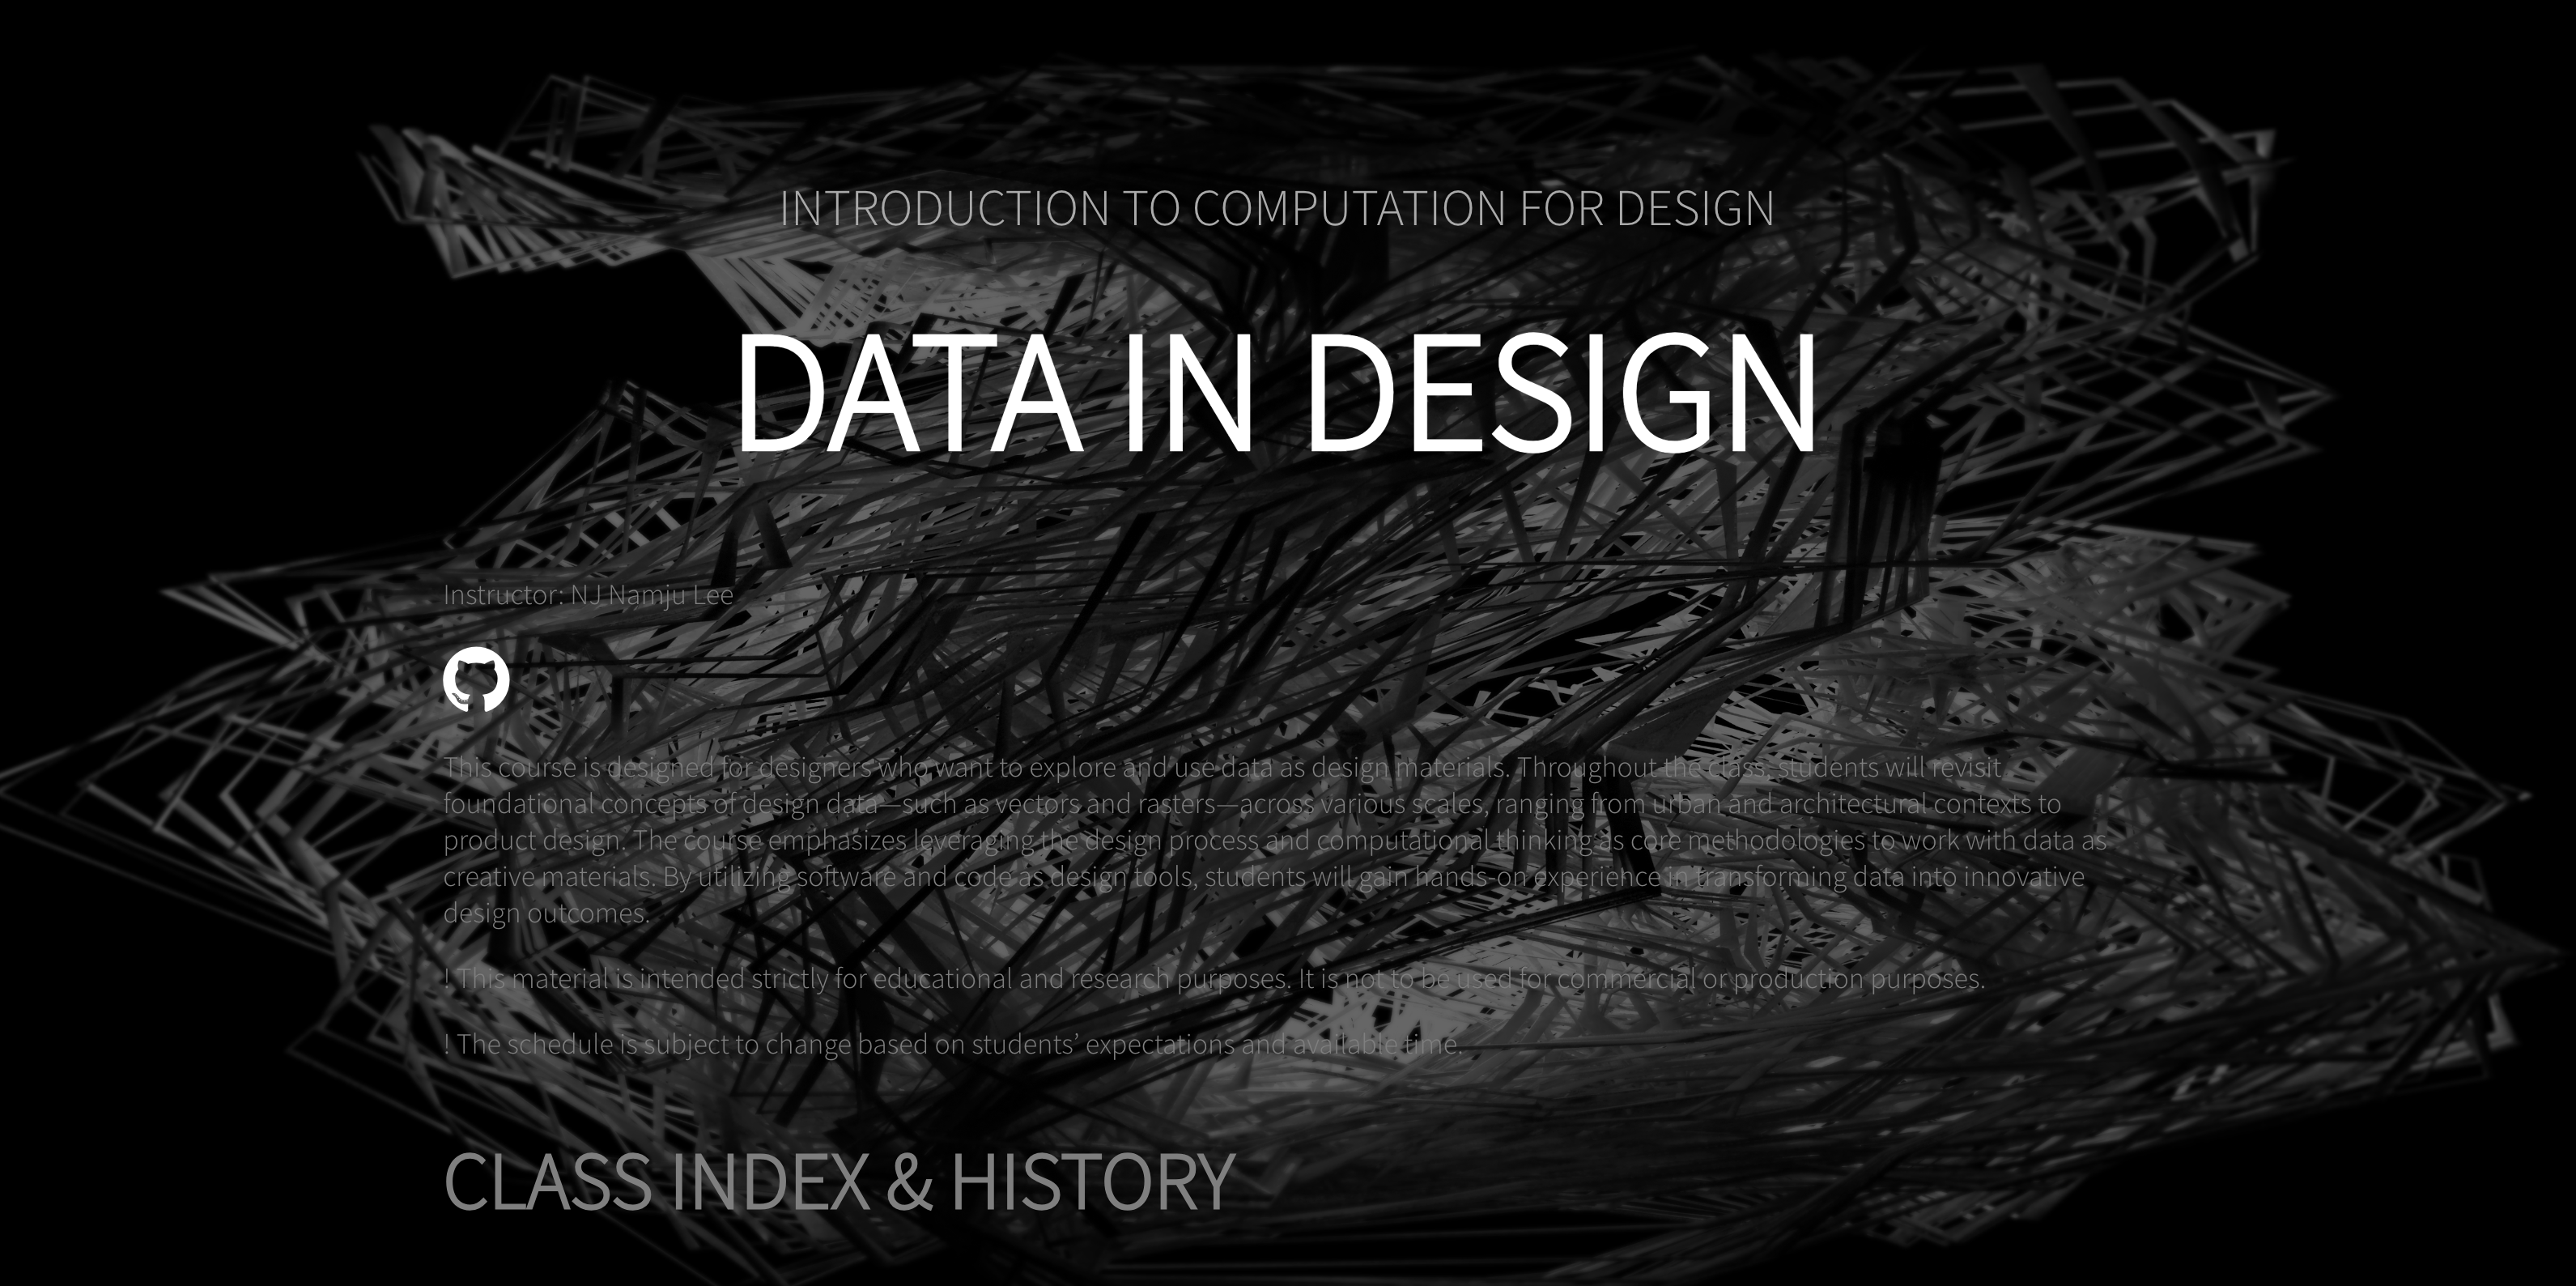 INTRODUCTION TO COMPUTATION FOR DESIGN
DATA IN DESIGN
Instructor: NJ Namju Lee
This course is designed for designers who want to explore and use data as design materials. Throughout the class, students will revisit
foundational concepts of design data—such as vectors and rasters—across various scales, ranging from urban and architectural contexts to
product design. The course emphasizes leveraging the design process and computational thinking as core methodologies to work with data as
creative materials. By utilizing software and code as design tools, students will gain hands-on experience in transforming data into innovative
design outcomes.
! This material is intended strictly for educational and research purposes. It is not to be used for commercial or production purposes.
! The schedule is subject to change based on students’ expectations and available time.
CLASS INDEX & HISTORY